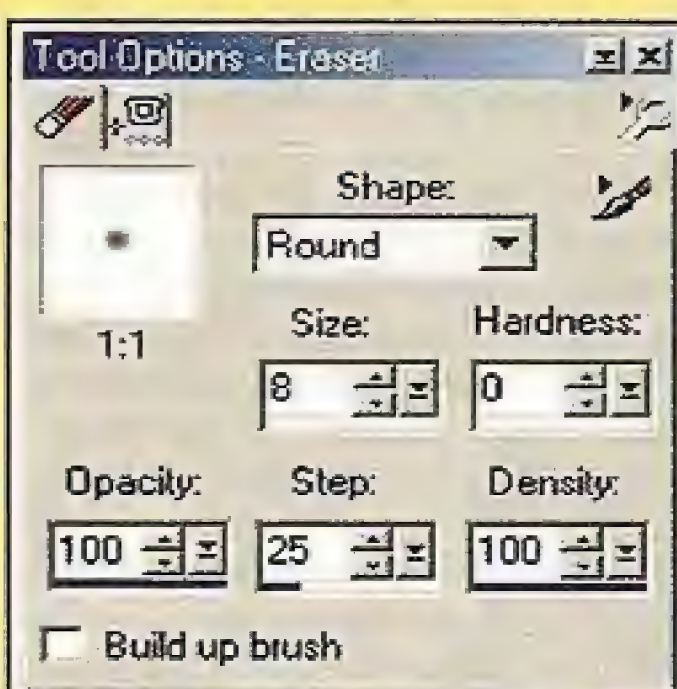 Tool Options - Eraser
Shape:
Round
1:1
Size: Hardness:
8 0
Opacity: Step: Density:
100 25 100
Build up brush